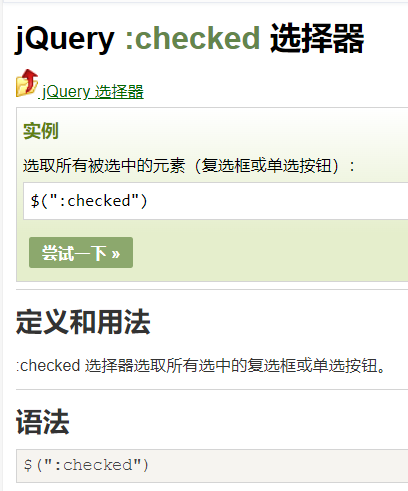 jQuery :checked 选择器
jQuery 选择器
实例
选取所有被选中的元素（复选框或单选按钮）：
$(":checked")
尝试一下 »
定义和用法
:checked 选择器选取所有选中的复选框或单选按钮。
语法
$(":checked")